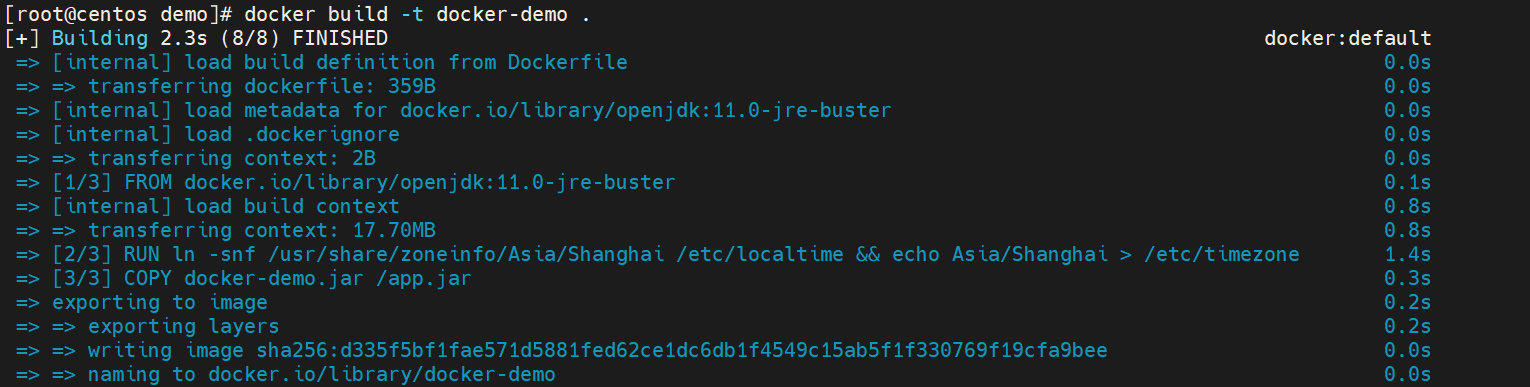 [root@centos demo]# docker build -t docker-demo .
[+] Building 2.3s (8/8) FINISHED docker:default
=> [internal] load build definition from Dockerfile 0.0s
=> => transferring dockerfile: 359B 0.0s
=> [internal] load metadata for docker.io/library/openjdk:11.0-jre-buster 0.0s
=> [internal] load .dockerignore 0.0s
=> => transferring context: 2B 0.0s
=> [1/3] FROM docker.io/library/openjdk:11.0-jre-buster 0.1s
=> [internal] load build context 0.8s
=> => transferring context: 17.70MB 0.8s
=> [2/3] RUN ln -snf /usr/share/zoneinfo/Asia/Shanghai /etc/localtime && echo Asia/Shanghai > /etc/timezone 1.4s
=> [3/3] COPY docker-demo.jar /app.jar 0.3s
=> exporting to image 0.2s
=> => exporting layers 0.2s
=> => writing image sha256:d335f5bf1fae571d5881fed62ce1dc6db1f4549c15ab5f1f330769f19cfa9bee 0.0s
=> => naming to docker.io/library/docker-demo 0.0s